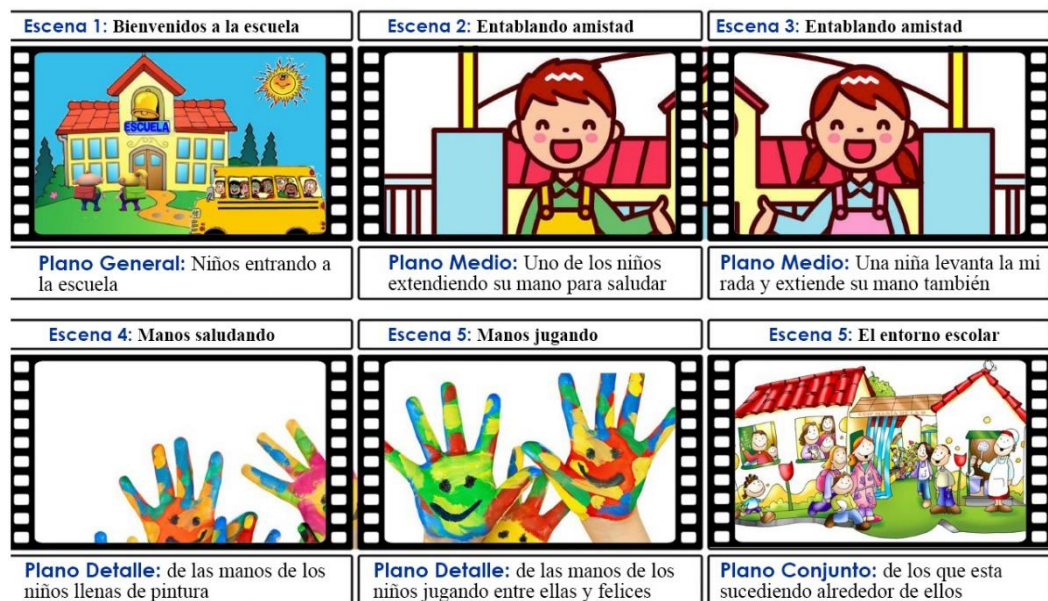 Escena 1: Bienvenidos a la escuela
Escena 2: Entablando amistad
Escena 3: Entablando amistad
ESCUELA
Plano General: Niños entrando a
la escuela
Plano Medio: Uno de los niños
extendiendo su mano para saludar
Plano Medio: Una niña levanta la mi
rada y extiende su mano también
Escena 4: Manos saludando
Escena 5: Manos jugando
Escena 5: El entorno escolar
Plano Detalle: de las manos de los
niños llenas de pintura
Plano Detalle: de las manos de los
niños jugando entre ellas y felices
Plano Conjunto: de los que esta
sucediendo alrededor de ellos